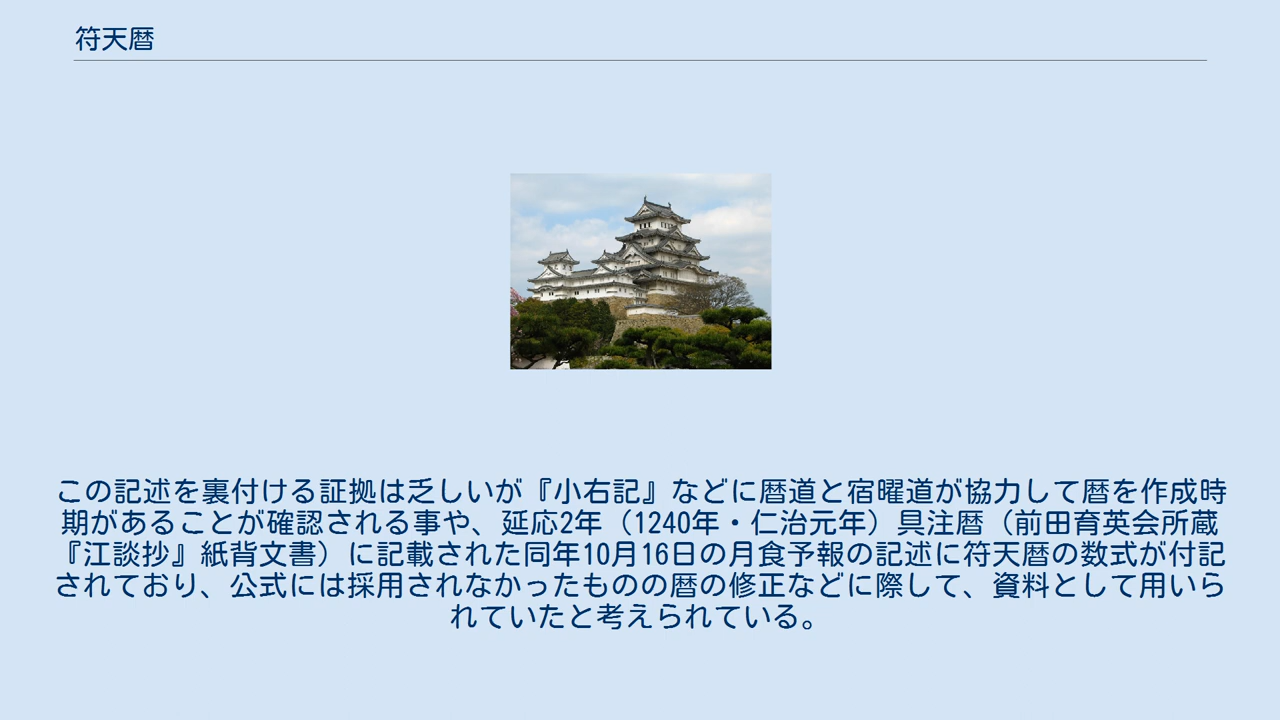 符天暦
この記述を裏付ける証拠は乏しいが『小右記』などに暦道と宿曜道が協力して暦を作成時
期があることが確認される事や、延応2年（1240年・仁治元年）具注暦（前田育英会所蔵
『江談抄』紙背文書）に記載された同年10月16日の月食予報の記述に符天暦の数式が付記
されており、公式には採用されなかったものの暦の修正などに際して、資料として用いら
れていたと考えられている。